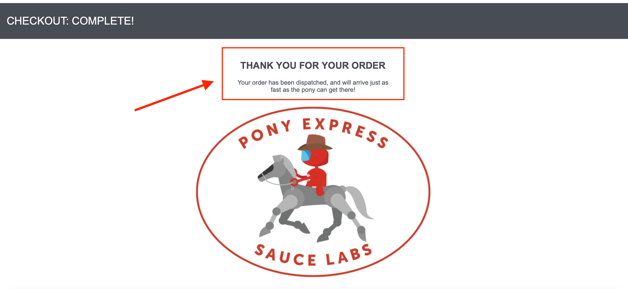 CHECKOUT: COMPLETE!
THANK YOU FOR YOUR ORDER
Your order has been dispatched, and will arrive just as
fast as the pony can get there!
PONY EXPRESS
SAUCE LABS